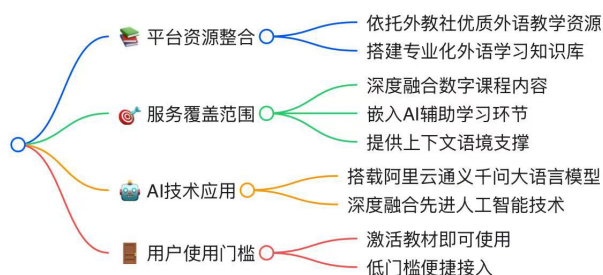 平台资源整合
依托外教社优质外语教学资源
搭建专业化外语学习知识库
服务覆盖范围
深度融合数字课程内容
嵌入AI辅助学习环节
提供上下文语境支撑
AI技术应用
搭载阿里云通义千问大语言模型
深度融合先进人工智能技术
用户使用门槛
激活教材即可使用
低门槛便捷接入